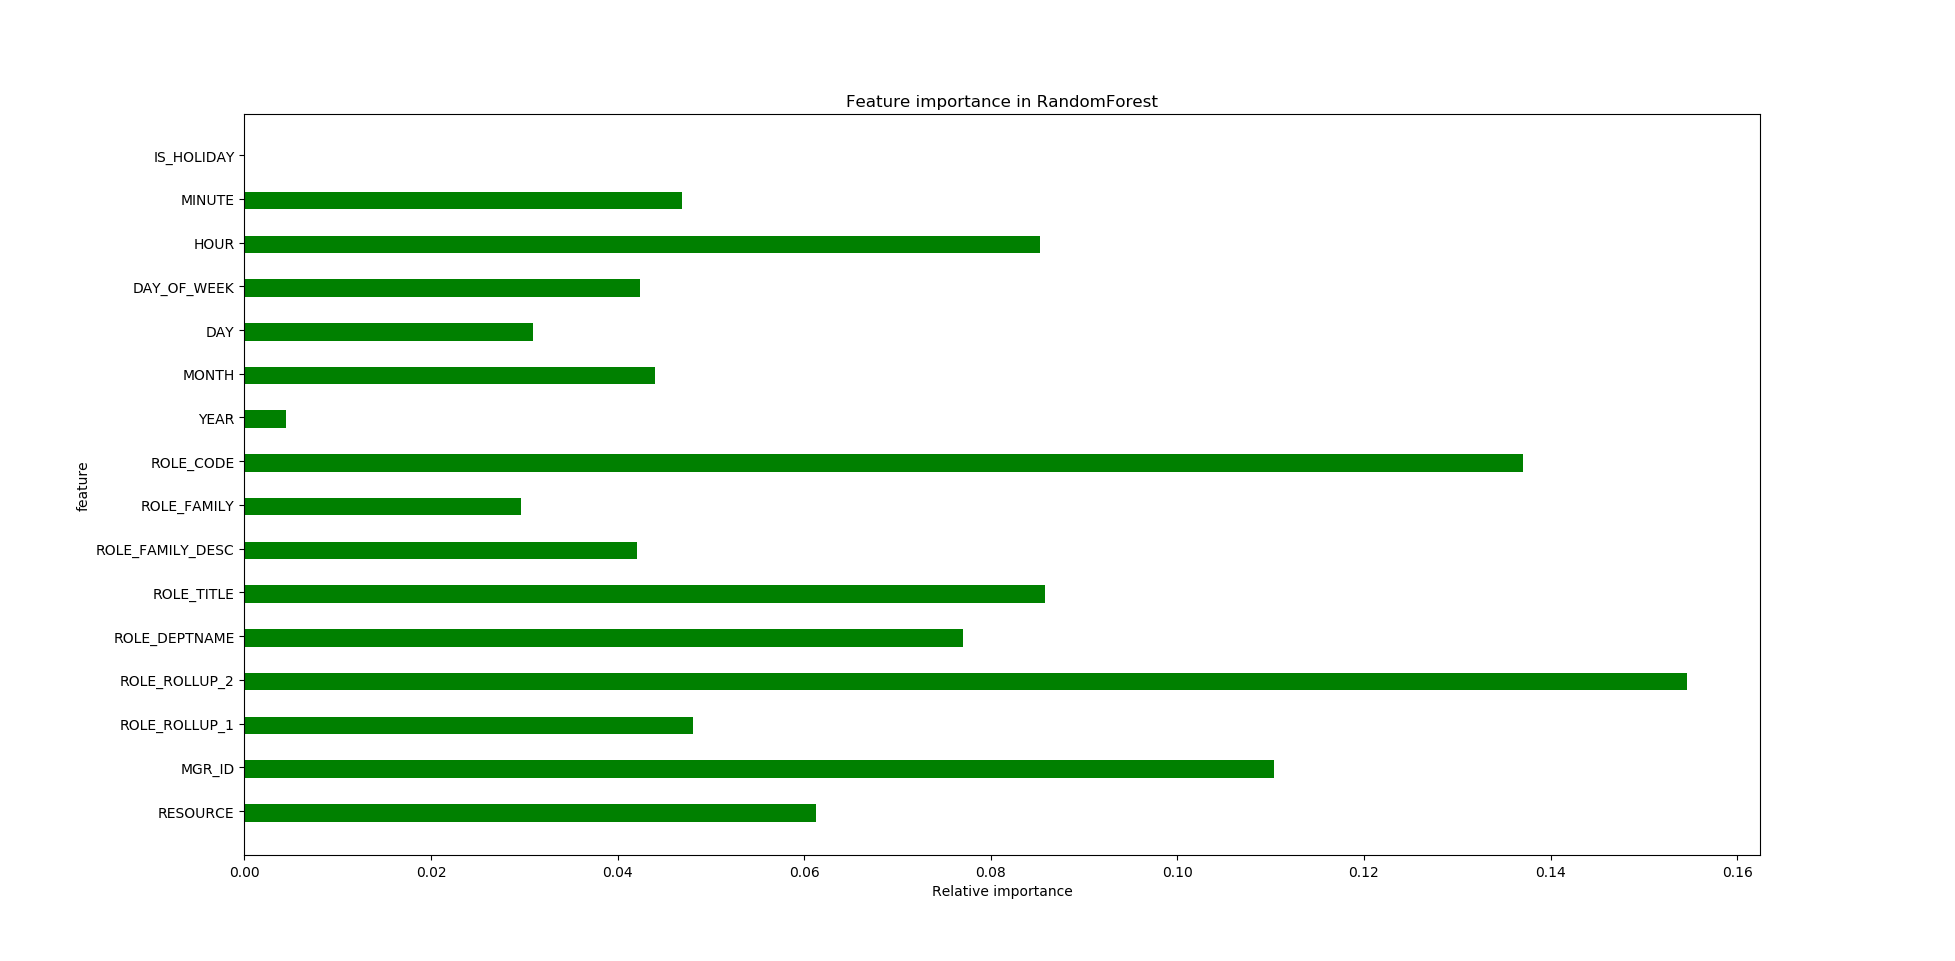 Feature importance in RandomForest
IS_HOLIDAY
MINUTE
HOUR
DAY_OF_WEEK
DAY
MONTH
YEAR
ROLE_CODE
feature
ROLE_FAMILY
ROLE_FAMILY_DESC
ROLE_TITLE
ROLE_DEPTNAME
ROLE_ROLLUP_2
ROLE_ROLLUP_1
MGR_ID
RESOURCE
0.00 0.02 0.04 0.06 0.08 0.10 0.12 0.14 0.16
Relative importance